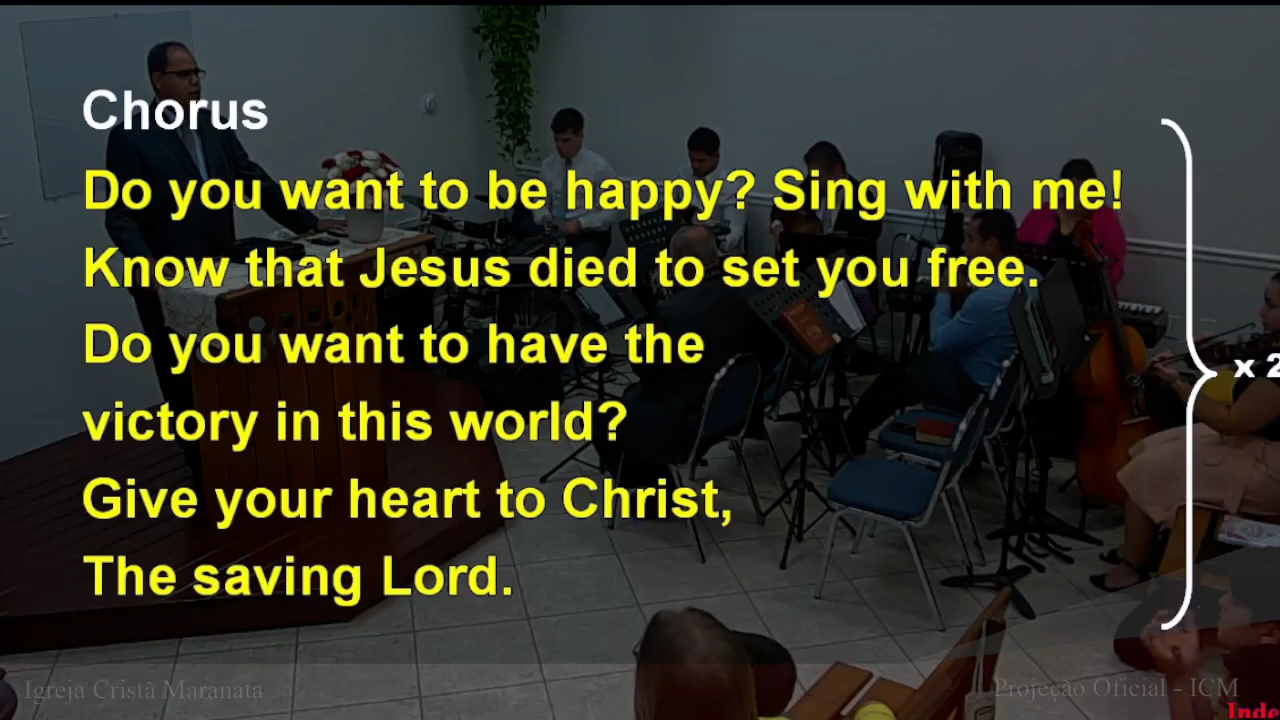 Chorus
Do you want to be happy? Sing with me!
Know that Jesus died to set you free.
Do you want to have the
victory in this world?
Give your heart to Christ,
The saving Lord.
x 2
Igreja Cristã Maranata
Projeção Oficial - ICM